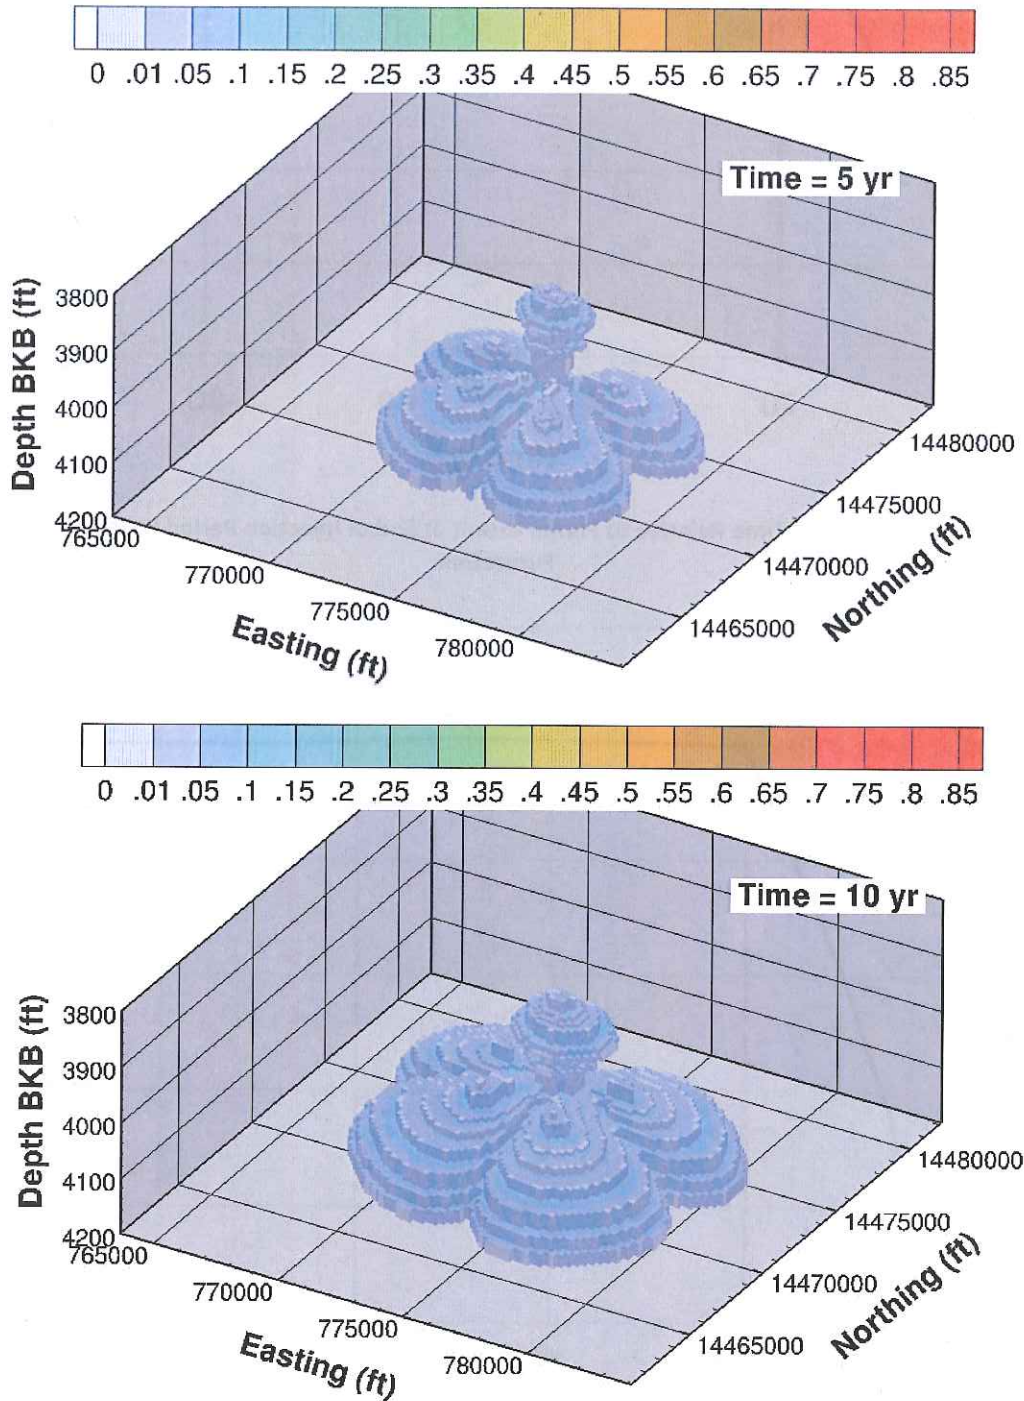 0 .01 .05 .1 .15 .2 .25 .3 .35 .4 .45 .5 .55 .6 .65 .7 .75 .8 .85
Time = 5 yr
Depth BKB (ft)
3800
3900
4000
4100
4200
765000
770000
775000
780000
Easting (ft)
14465000
14470000
14475000
14480000
Northing (ft)
0 .01 .05 .1 .15 .2 .25 .3 .35 .4 .45 .5 .55 .6 .65 .7 .75 .8 .85
Time = 10 yr
Depth BKB (ft)
3800
3900
4000
4100
4200
765000
770000
775000
780000
Easting (ft)
14465000
14470000
14475000
14480000
Northing (ft)